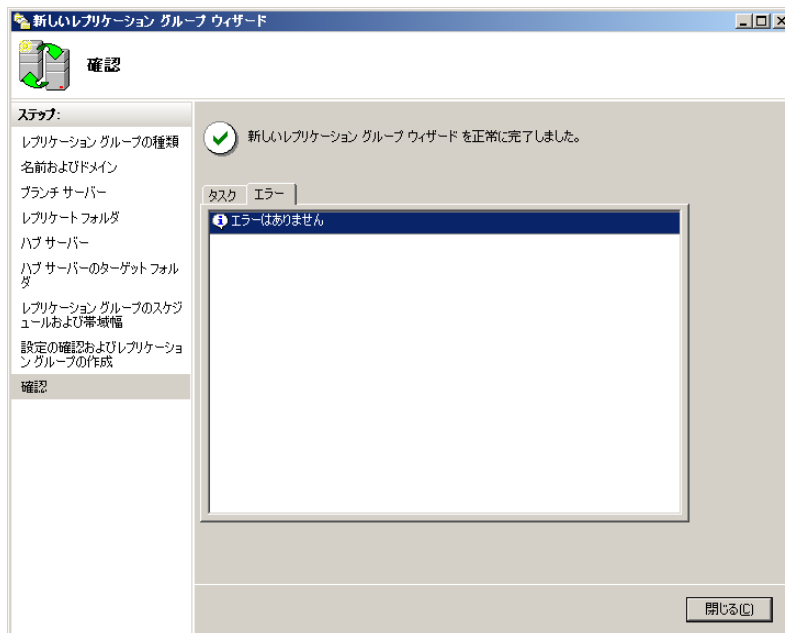 新しいレプリケーション グループ ウィザード
確認
ステップ:
レプリケーション グループの種類
名前およびドメイン
ブランチ サーバー
レプリケート フォルダ
ハブ サーバー
ハブ サーバーのターゲット フォル
ダ
レプリケーション グループのスケジ
ュールおよび帯域幅
設定の確認およびレプリケーショ
ン グループの作成
確認
新しいレプリケーション グループ ウィザード を正常に完了しました。
タスク エラー
エラーはありません
閉じる(C)